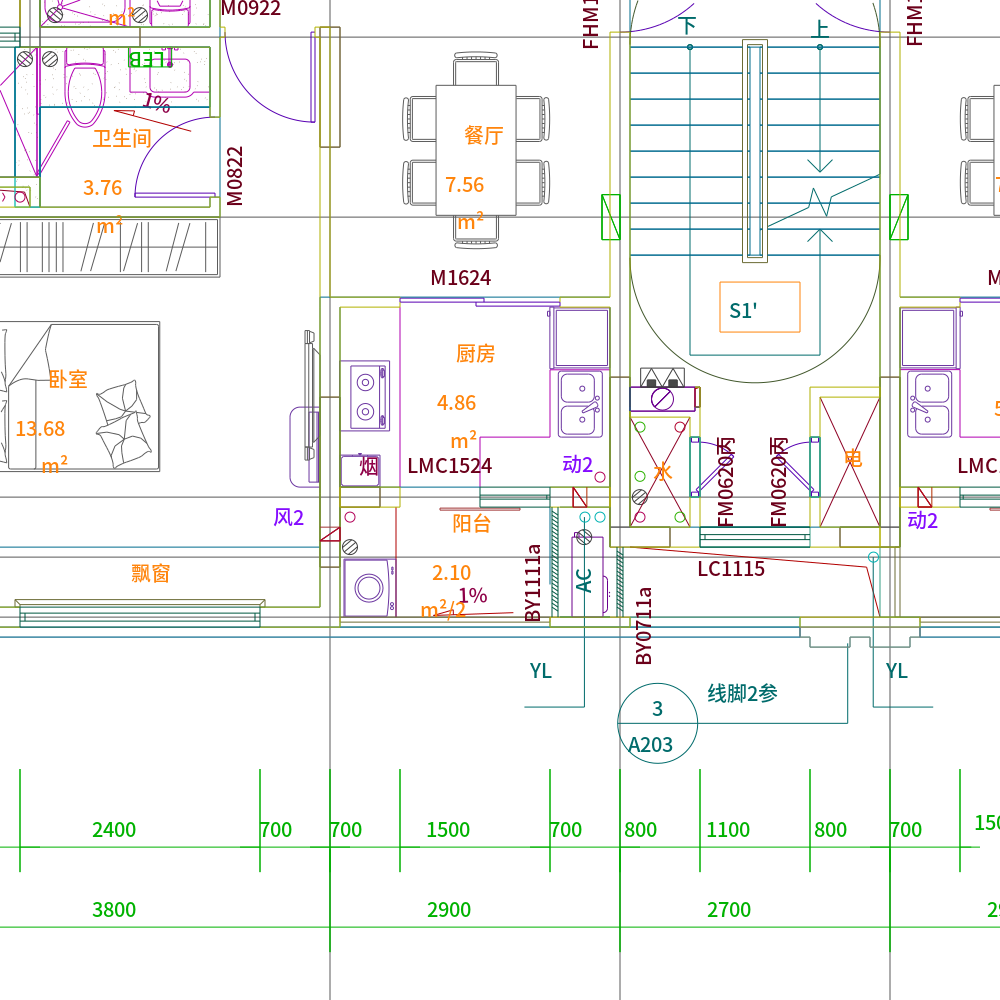 m²
M0922
FHM1
下
上
FHM1
LEB
1%
卫生间
3.76
m²
M0822
餐厅
7.56
m²
7
M1624
M
S1'
厨房
4.86
m²
卧室
13.68
m²
烟
LMC1524
动2
水
FM0620丙
FM0620丙
电
5
LMC
风2
阳台
动2
飘窗
2.10
m²/2
1%
BY1111a
AC
BY0711a
LC1115
YL
YL
线脚2参
3
A203
2400
700
700
1500
700
800
1100
800
700
150
3800
2900
2700
29